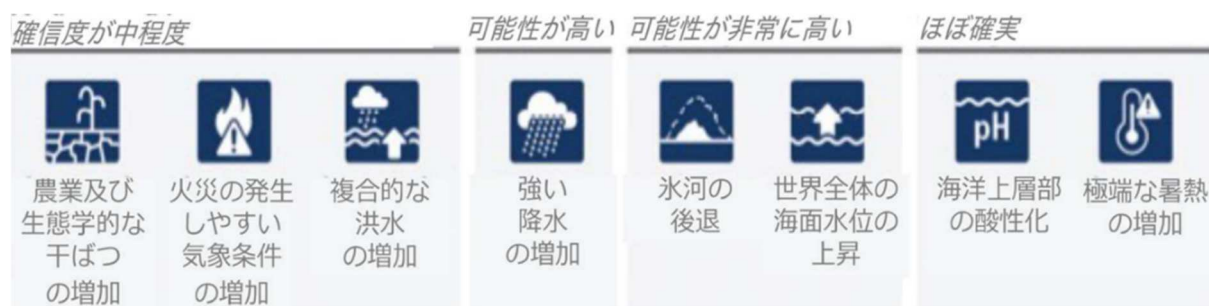 確信度が中程度
可能性が高い
可能性が非常に高い
ほぼ確実
農業及び
生態学的な
干ばつ
の増加
火災の発生
しやすい
気象条件
の増加
複合的な
洪水
の増加
強い
降水
の増加
氷河の
後退
世界全体の
海面水位の
上昇
pH
海洋上層部
の酸性化
極端な暑熱
の増加